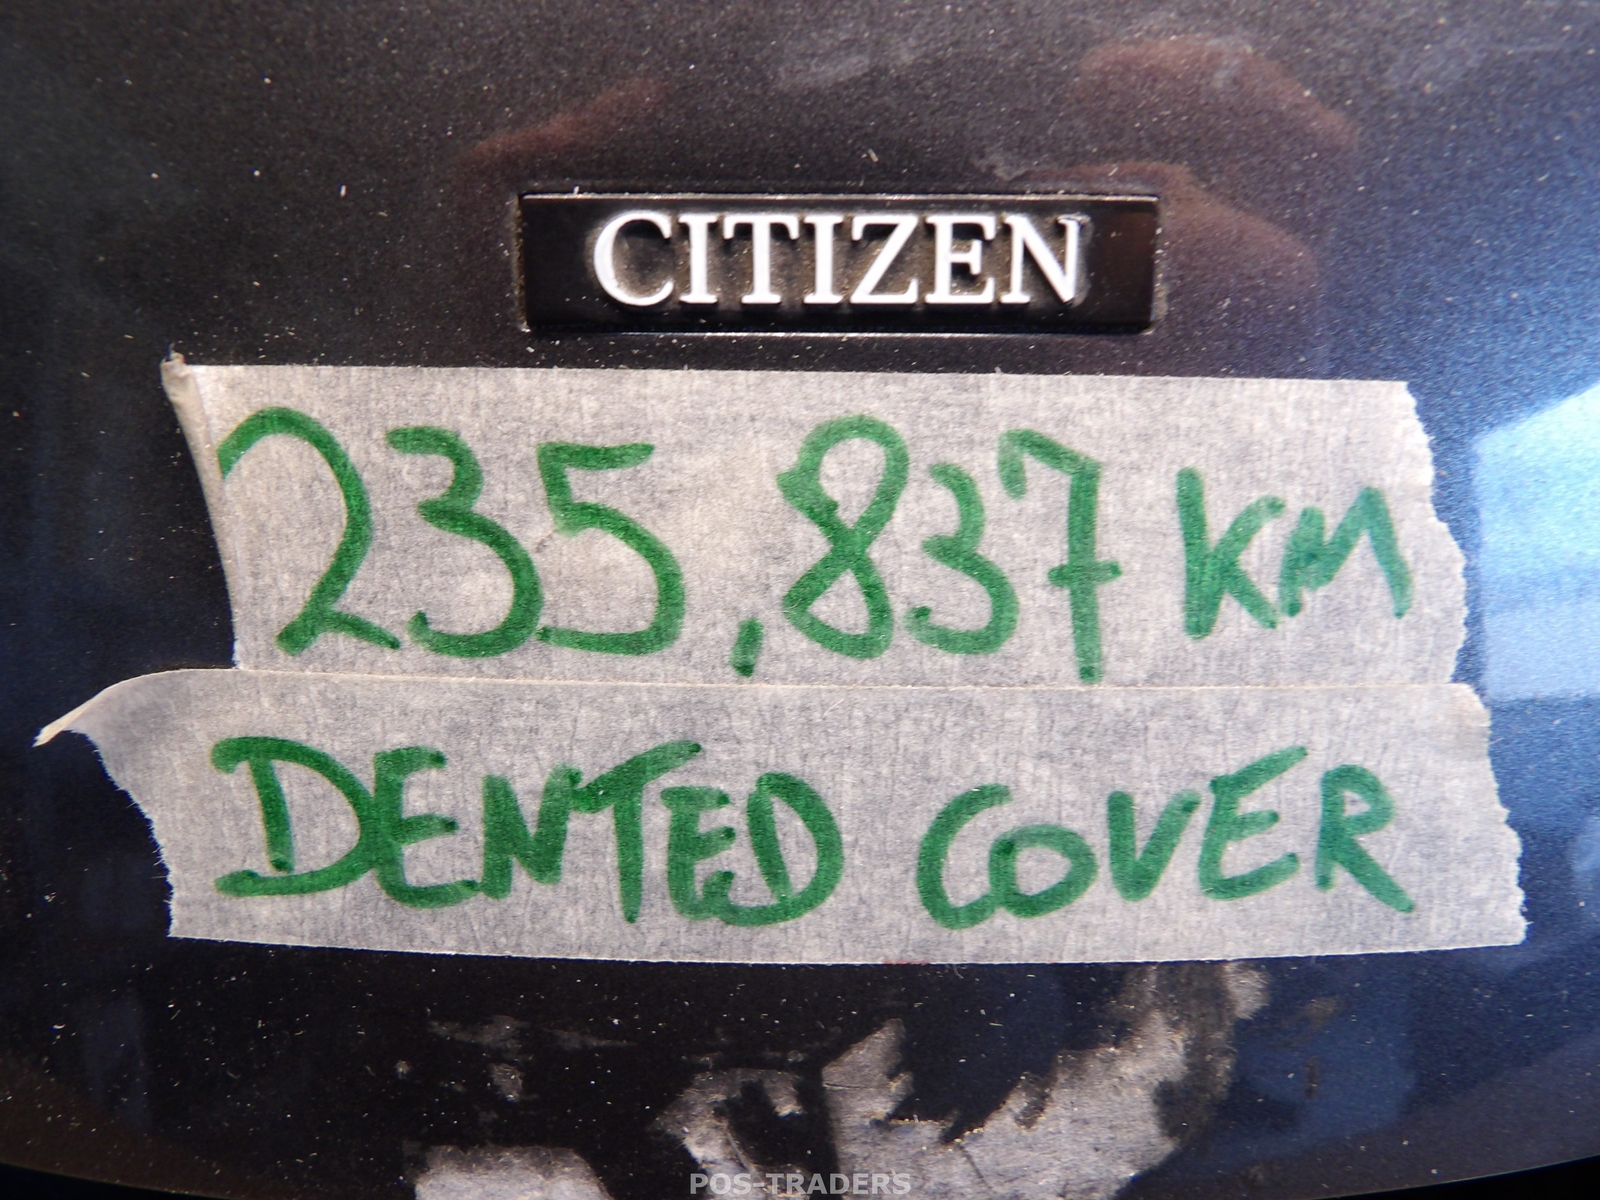 CITIZEN
235,837 KM
DENTED COVER
POS-TRADERS